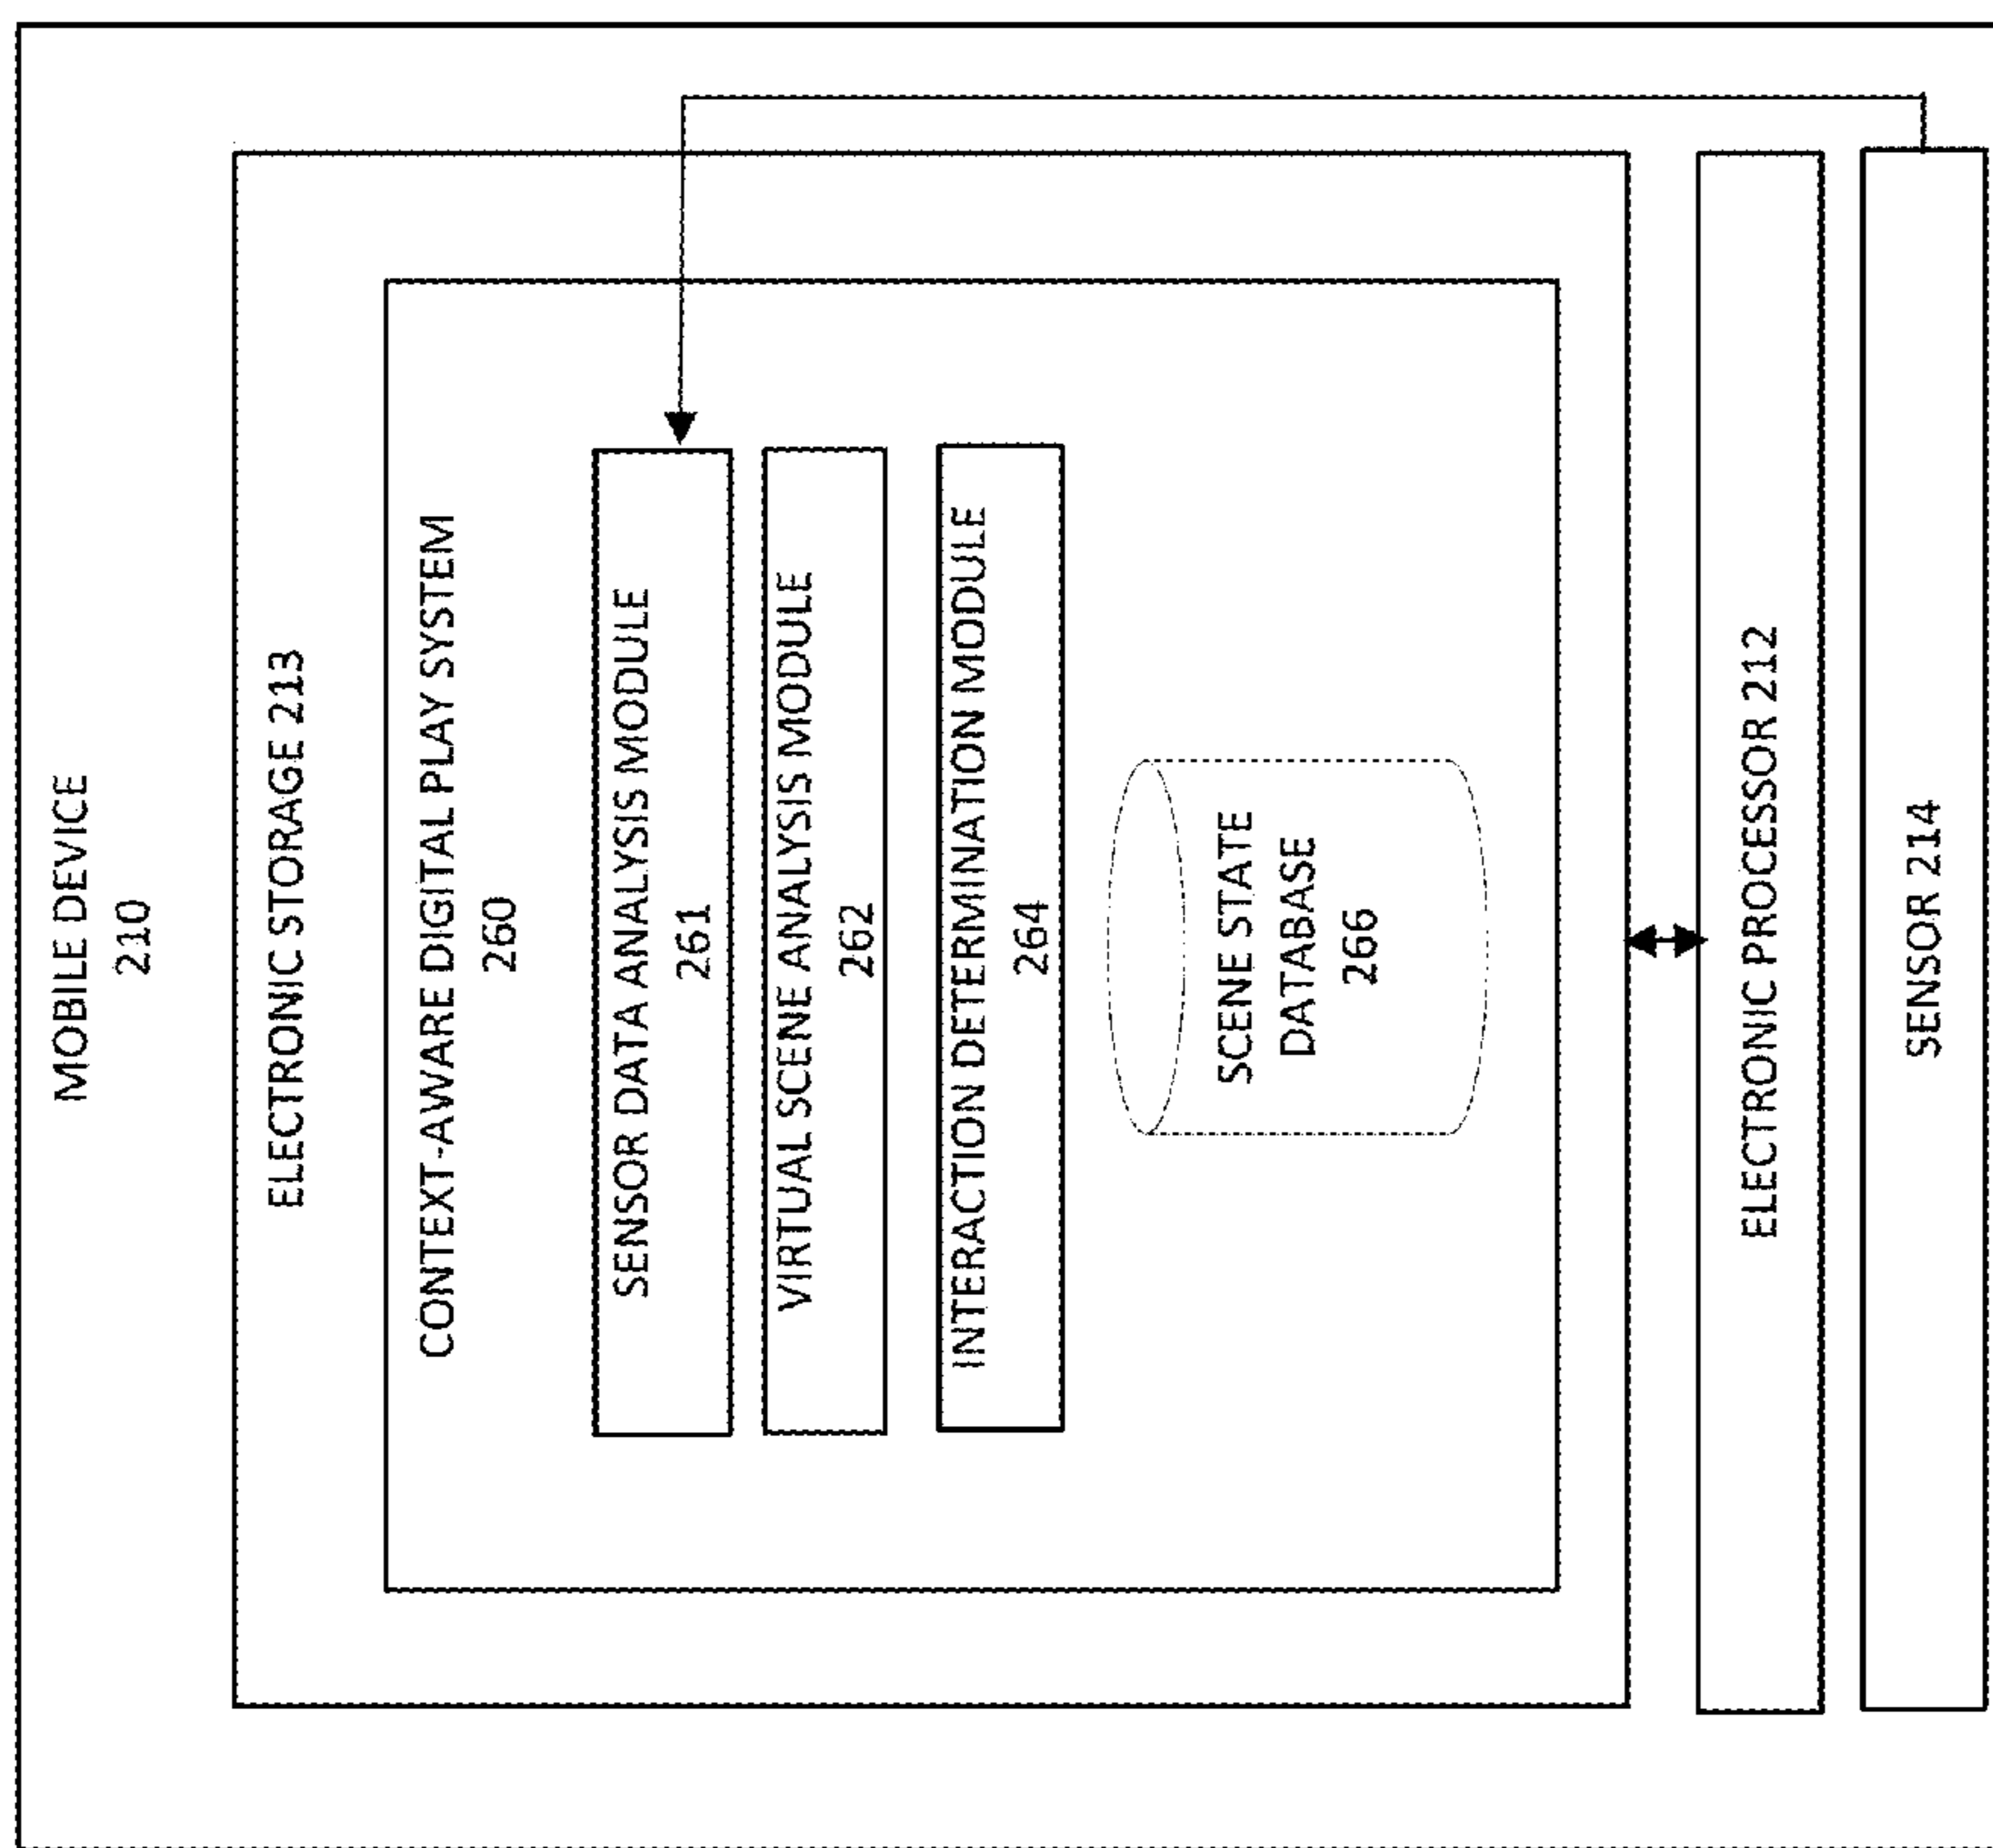 MOBILE DEVICE
210
ELECTRONIC STORAGE 213
CONTEXT-AWARE DIGITAL PLAY SYSTEM
260
SENSOR DATA ANALYSIS MODULE
261
VIRTUAL SCENE ANALYSIS MODULE
262
INTERACTION DETERMINATION MODULE
264
SCENE STATE
DATABASE
266
ELECTRONIC PROCESSOR 212
SENSOR 214